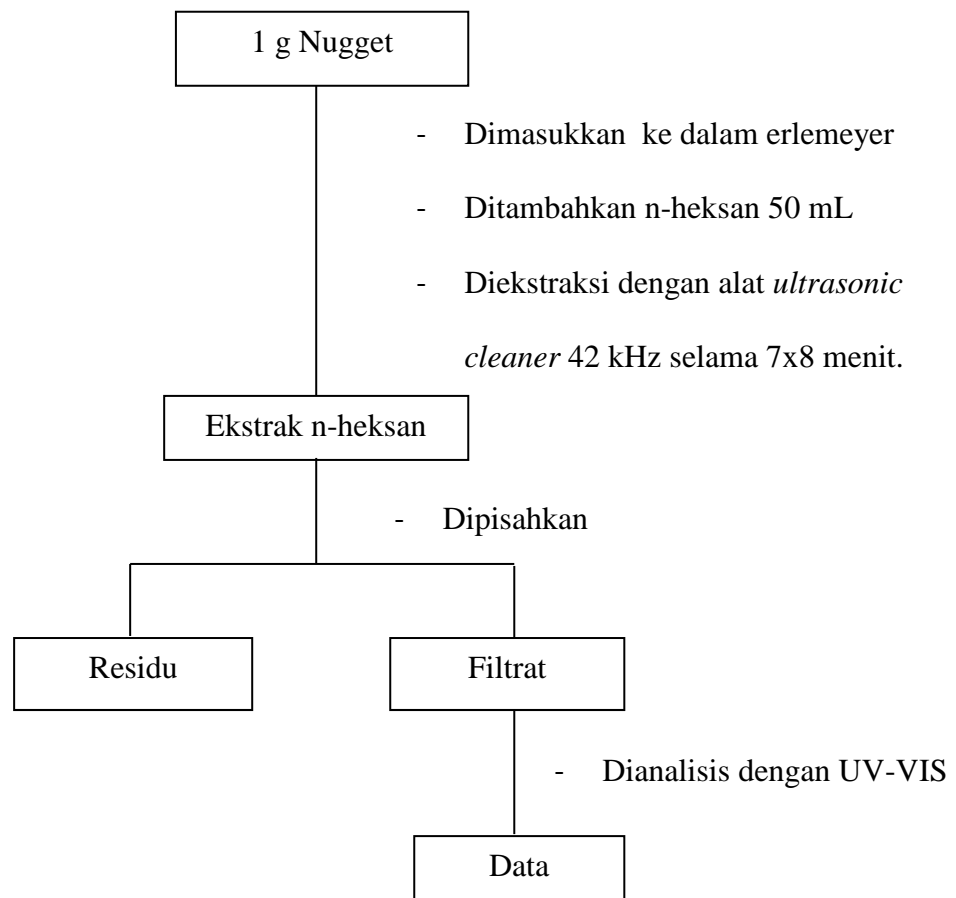 1 g Nugget
- Dimasukkan ke dalam erlemeyer
- Ditambahkan n-heksan 50 mL
- Diekstraksi dengan alat ultrasonic
cleaner 42 kHz selama 7x8 menit.
Ekstrak n-heksan
- Dipisahkan
Residu
Filtrat
- Dianalisis dengan UV-VIS
Data